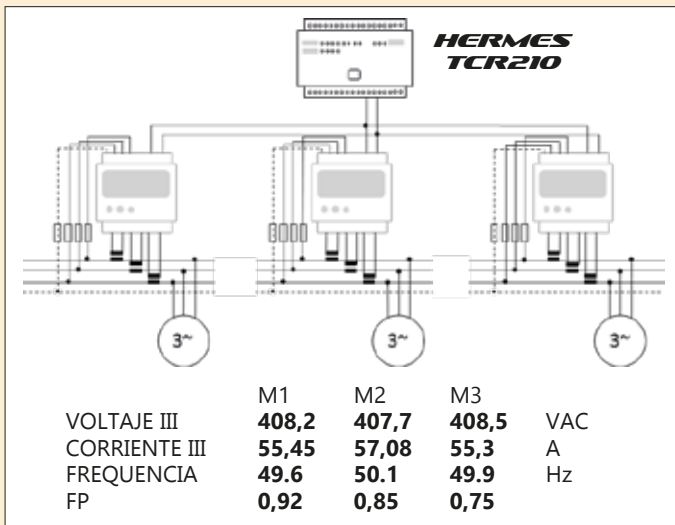 HERMES
TCR210
3~ 3~ 3~
M1 M2 M3
VOLTAJE III 408,2 407,7 408,5 VAC
CORRIENTE III 55,45 57,08 55,3 A
FREQUENCIA 49.6 50.1 49.9 Hz
FP 0,92 0,85 0,75